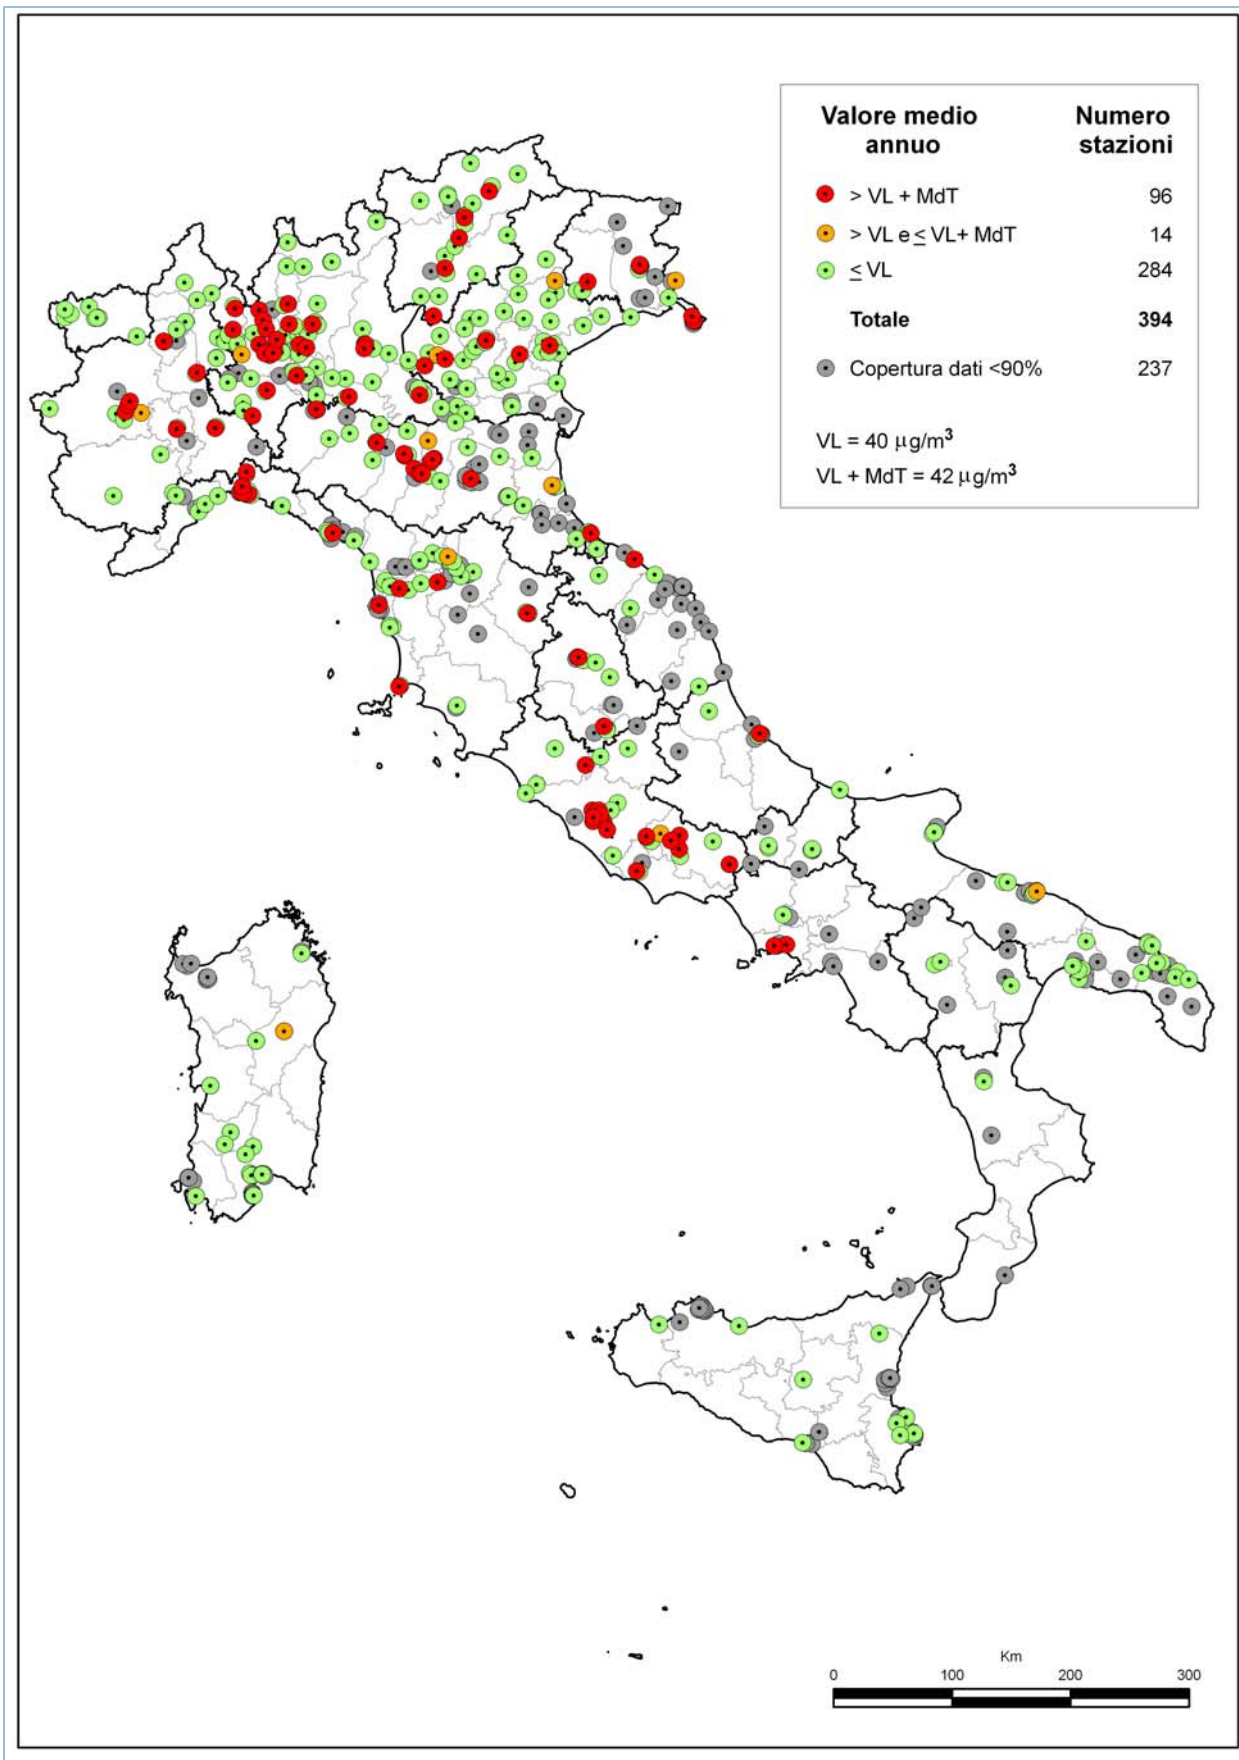 Valore medio annuo Numero stazioni
> VL + MdT 96
> VL e ≤ VL+ MdT 14
≤ VL 284
Totale 394
Copertura dati <90% 237
VL = 40 µg/m³
VL + MdT = 42 µg/m³
Km
0 100 200 300